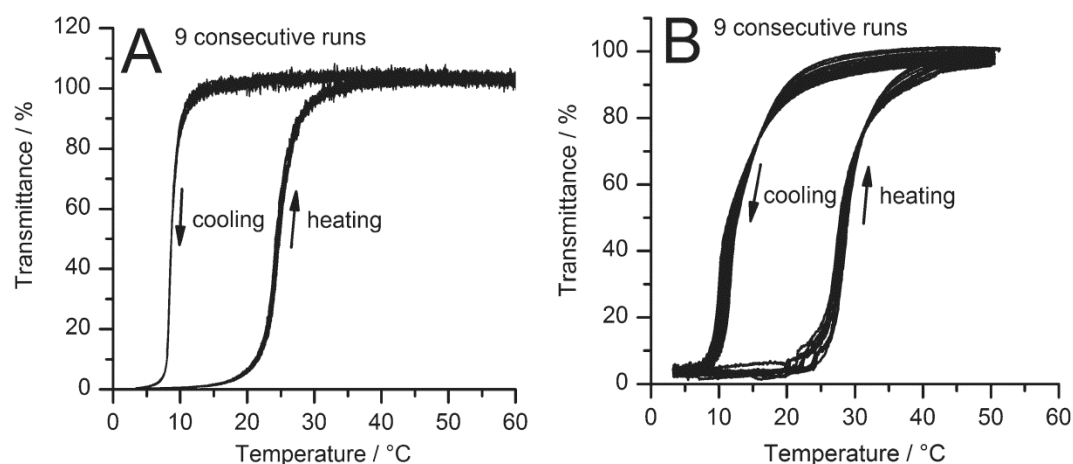 A 9 consecutive runs
120
100
80
60
40
20
0
Transmittance / %
cooling
heating
0 10 20 30 40 50 60
Temperature / °C
B 9 consecutive runs
100
80
60
40
20
0
Transmittance / %
cooling
heating
0 10 20 30 40 50 60
Temperature / °C